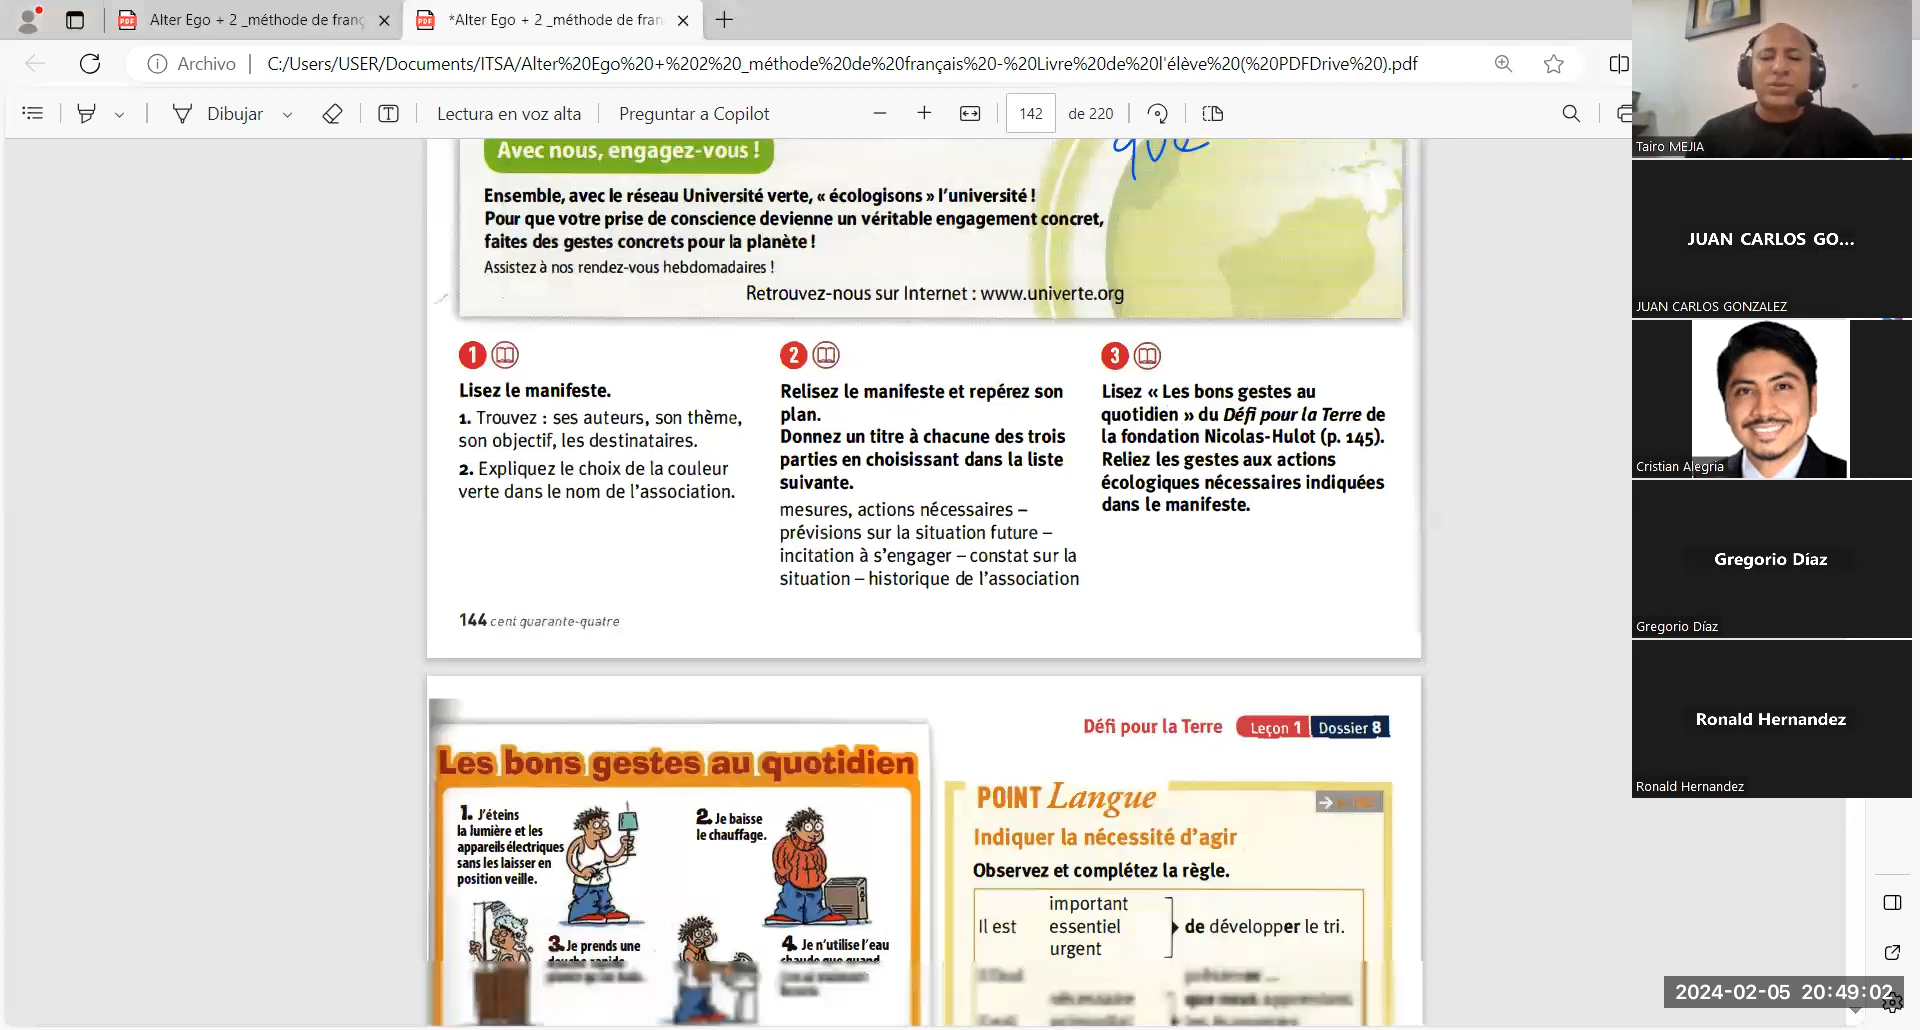 Alter Ego + 2 _méthode de franç
*Alter Ego + 2 _méthode de fran
Archivo
C:/Users/USER/Documents/ITSA/Alter%20Ego%20+%202%20_méthode%20de%20français%20-%20Livre%20de%20l'élève%20(%20PDFDrive%20).pdf
Dibujar
Lectura en voz alta
Preguntar a Copilot
142
de 220
que
Avec nous, engagez-vous !
Ensemble, avec le réseau Université verte, « écologisons » l'université !
Pour que votre prise de conscience devienne un véritable engagement concret,
faites des gestes concrets pour la planète !
Assistez à nos rendez-vous hebdomadaires !
Retrouvez-nous sur Internet : www.univerte.org
1
Lisez le manifeste.
1. Trouvez : ses auteurs, son thème,
son objectif, les destinataires.
2. Expliquez le choix de la couleur
verte dans le nom de l'association.
2
Relisez le manifeste et repérez son
plan.
Donnez un titre à chacune des trois
parties en choisissant dans la liste
suivante.
mesures, actions nécessaires –
prévisions sur la situation future –
incitation à s'engager – constat sur la
situation – historique de l'association
3
Lisez « Les bons gestes au
quotidien » du Défi pour la Terre de
la fondation Nicolas-Hulot (p. 145).
Reliez les gestes aux actions
écologiques nécessaires indiquées
dans le manifeste.
144 cent quarante-quatre
Défi pour la Terre
Leçon 1
Dossier 8
Les bons gestes au quotidien
1. J'éteins
la lumière et les
appareils électriques
sans les laisser en
position veille.
2. Je baisse
le chauffage.
3. Je prends une
douche rapide
4. Je n'utilise l'eau
chaude que quand
POINT Langue
Indiquer la nécessité d'agir
Observez et complétez la règle.
Il est
important
essentiel
urgent
de développer le tri.
Tairo MEJIA
JUAN CARLOS GO...
JUAN CARLOS GONZALEZ
Cristian Alegria
Gregorio Díaz
Gregorio Díaz
Ronald Hernandez
Ronald Hernandez
2024-02-05 20:49:02